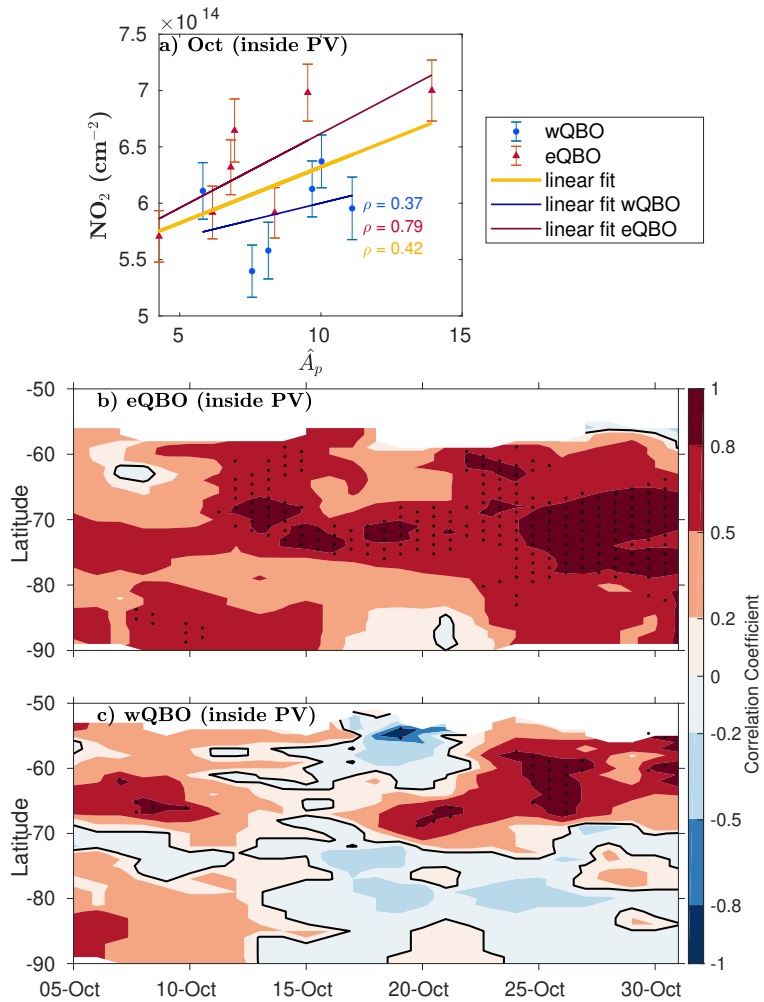 ×10 14
a) Oct (inside PV)
7.5
7
6.5
6
5.5
5
NO2 (cm−2)
ρ = 0.37
ρ = 0.79
ρ = 0.42
5
10
15
Âp
wQBO
eQBO
linear fit
linear fit wQBO
linear fit eQBO
b) eQBO (inside PV)
-50
-60
-70
-80
-90
Latitude
c) wQBO (inside PV)
-50
-60
-70
-80
-90
Latitude
05-Oct
10-Oct
15-Oct
20-Oct
25-Oct
30-Oct
1
0.8
0.5
0.2
0
-0.2
-0.5
-0.8
-1
Correlation Coefficient